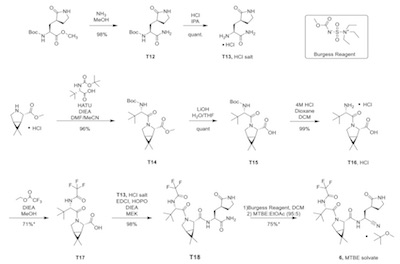 NH3
MeOH
98%
HCl
IPA
quant.
Burgess Reagent
T12
T13, HCl salt
HATU
DIEA
DMF/MeCN
96%
LiOH
H2O/THF
quant
4M HCl
Dioxane
DCM
99%
T14
T15
T16, HCl
DIEA
MeOH
71%*
T13, HCl salt
EDCI, HOPO
DIEA
MEK
98%
1)Burgess Reagent, DCM
2) MTBE EtOAc (95:5)
75%*
T17
T18
6, MTBE solvate